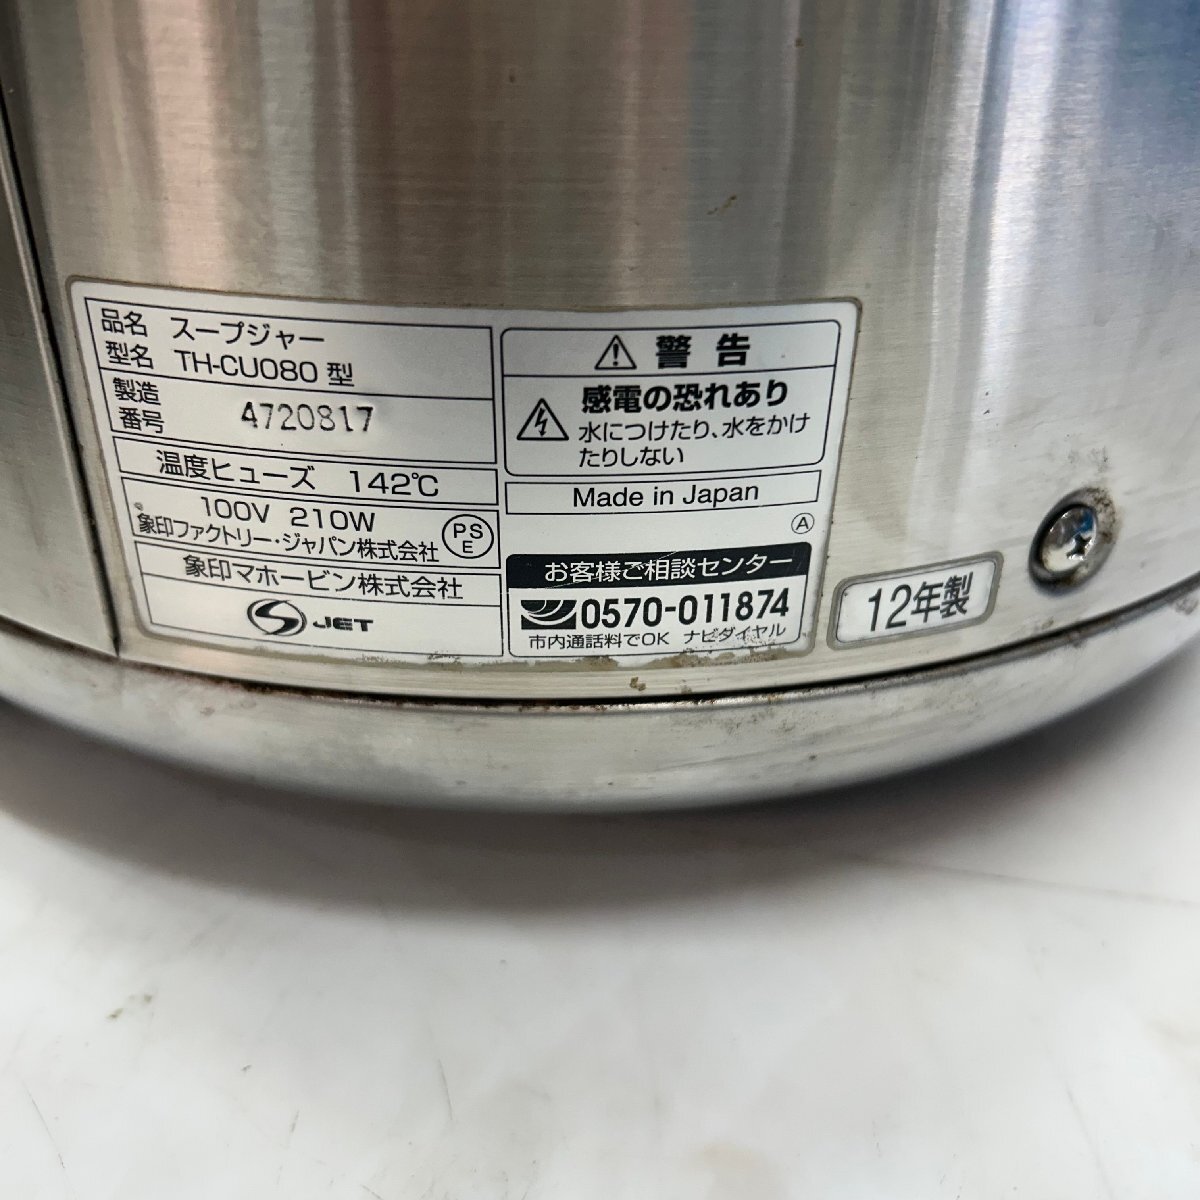 品名 スープジャー
型名 TH-CU080 型
製造
番号 4720817
温度ヒューズ 142℃
100V 210W
象印ファクトリー・ジャパン株式会社
PS
E
象印マホービン株式会社
S JET
警告
感電の恐れあり
水につけたり、水をかけ
たりしない
Made in Japan
A
お客様ご相談センター
0570-011874
市内通話料でOK ナビダイヤル
12年製